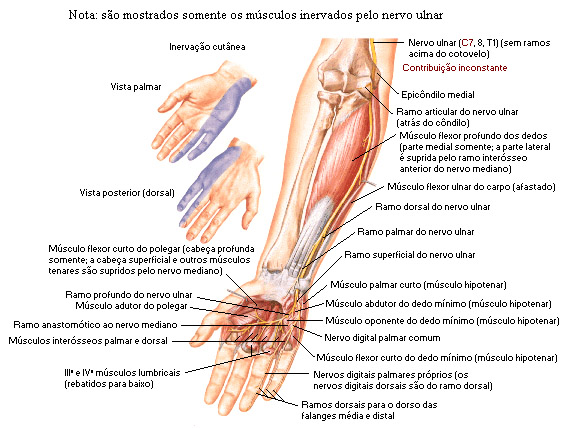 Nota: são mostrados somente os músculos inervados pelo nervo ulnar
Inervação cutânea
Vista palmar
Vista posterior (dorsal)
Nervo ulnar (C7, 8, T1) (sem ramos
acima do cotovelo)
Contribuição inconstante
Epicôndilo medial
Ramo articular do nervo ulnar
(atrás do côndilo)
Músculo flexor profundo dos dedos
(parte medial somente; a parte lateral
é suprida pelo ramo interósseo
anterior do nervo mediano)
Músculo flexor ulnar do carpo (afastado)
Ramo dorsal do nervo ulnar
Ramo palmar do nervo ulnar
Ramo superficial do nervo ulnar
Músculo palmar curto (músculo hipotenar)
Músculo abdutor do dedo mínimo (músculo hipotenar)
Músculo oponente do dedo mínimo (músculo hipotenar)
Nervo digital palmar comum
Músculo flexor curto do dedo mínimo (músculo hipotenar)
Nervos digitais palmares próprios (os
nervos digitais dorsais são do ramo dorsal)
Ramos dorsais para o dorso das
falanges média e distal
Músculo flexor curto do polegar (cabeça profunda
somente; a cabeça superficial e outros músculos
tenares são supridos pelo nervo mediano)
Ramo profundo do nervo ulnar
Músculo adutor do polegar
Ramo anastomótico ao nervo mediano
Músculos interósseos palmar e dorsal
IIIº e IVº músculos lumbricais
(rebatidos para baixo)